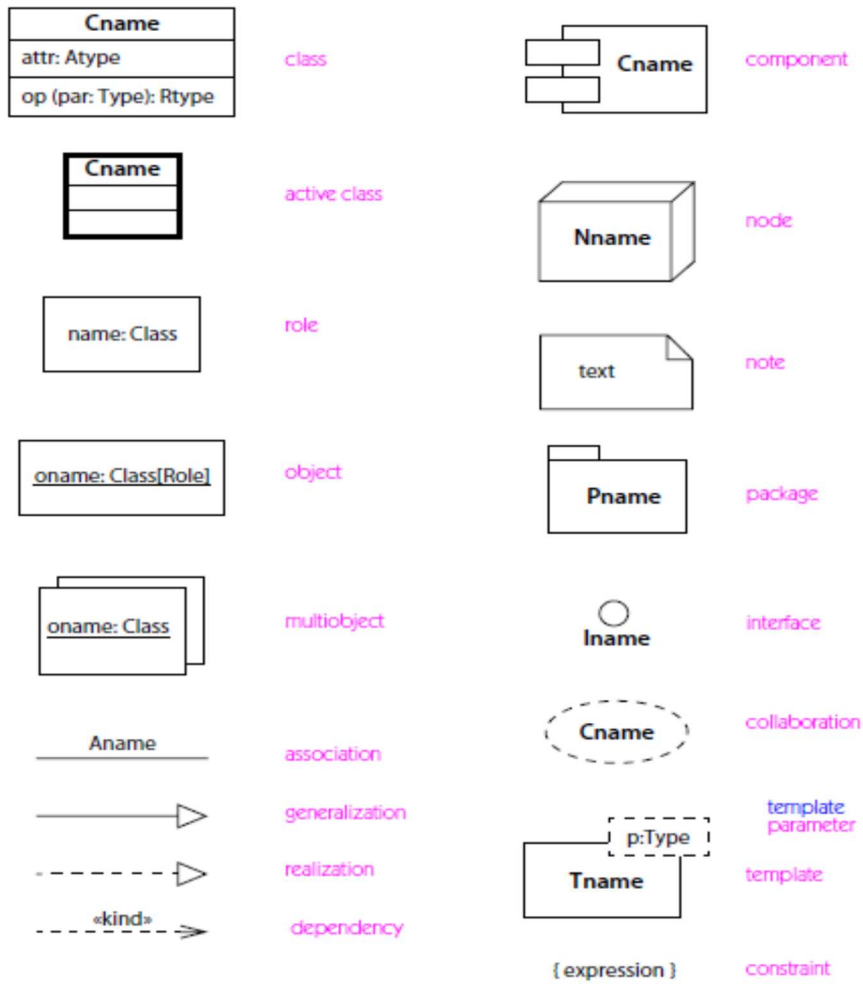 Cname
attr: Atype
op (par: Type): Rtype
class
Cname
active class
name: Class
role
oname: Class[Role]
object
oname: Class
multiobject
Aname
association
generalization
realization
«kind»
dependency
Cname
component
Nname
node
text
note
Pname
package
Iname
interface
Cname
collaboration
template
parameter
p:Type
Tname
template
{ expression }
constraint